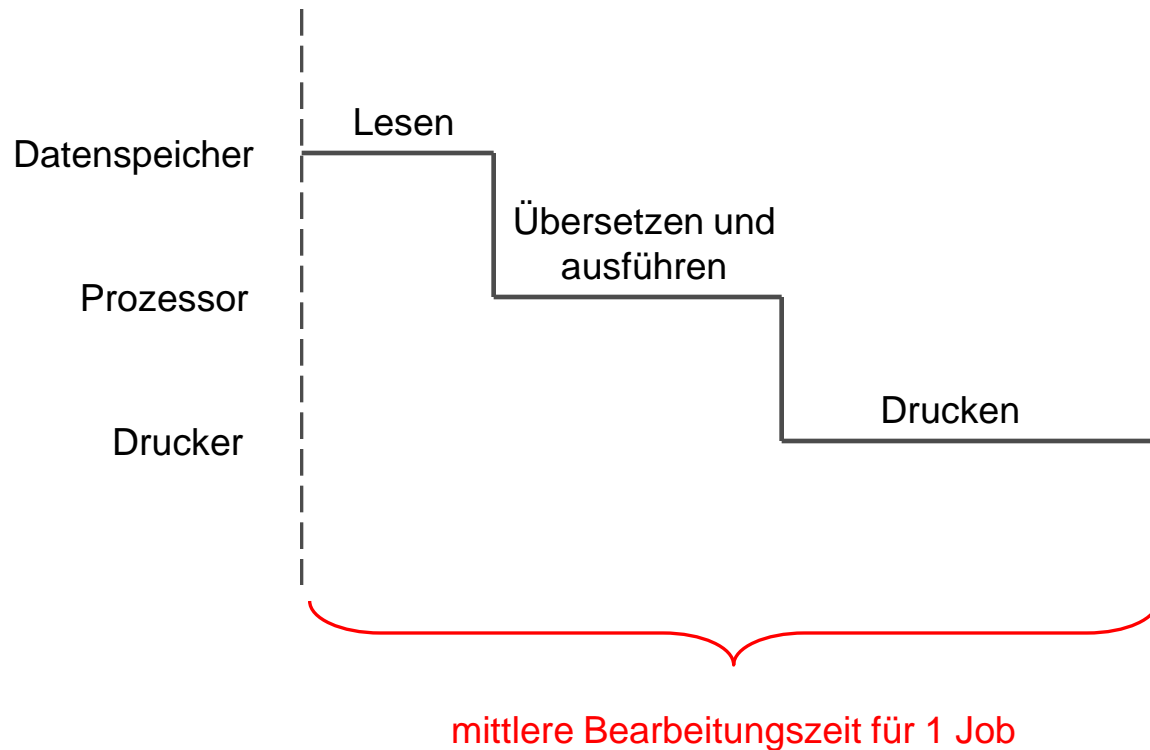 Lesen
Datenspeicher
Übersetzen und
ausführen
Prozessor
Drucken
Drucker
mittlere Bearbeitungszeit für 1 Job